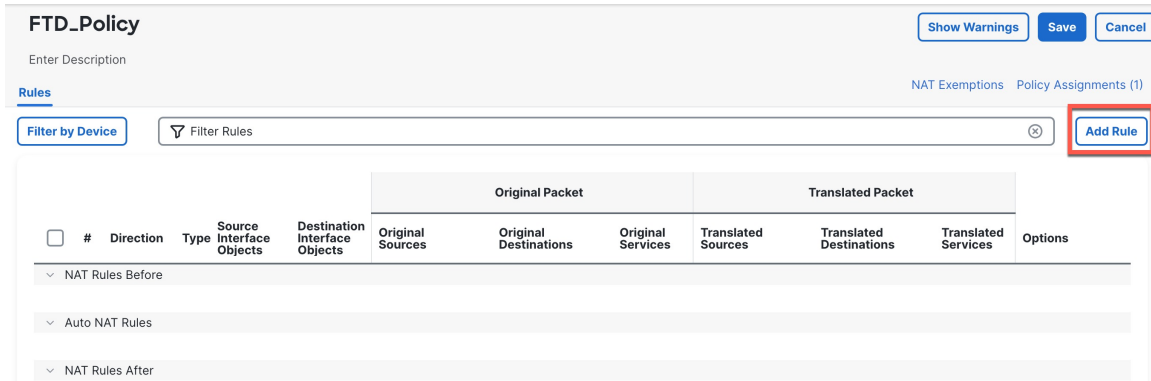 FTD_Policy
Show Warnings
Save
Cancel
Enter Description
NAT Exemptions
Policy Assignments (1)
Rules
Filter by Device
Filter Rules
Add Rule
Original Packet
Translated Packet
#
Direction
Type
Source
Interface
Objects
Destination
Interface
Objects
Original
Sources
Original
Destinations
Original
Services
Translated
Sources
Translated
Destinations
Translated
Services
Options
NAT Rules Before
Auto NAT Rules
NAT Rules After